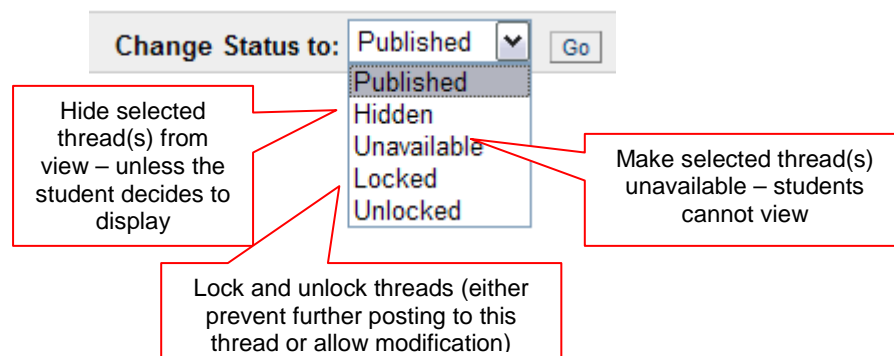 Change Status to: Published Go
Published
Hidden
Unavailable
Locked
Unlocked
Hide selected
thread(s) from
view – unless the
student decides to
display
Make selected thread(s)
unavailable – students
cannot view
Lock and unlock threads (either
prevent further posting to this
thread or allow modification)